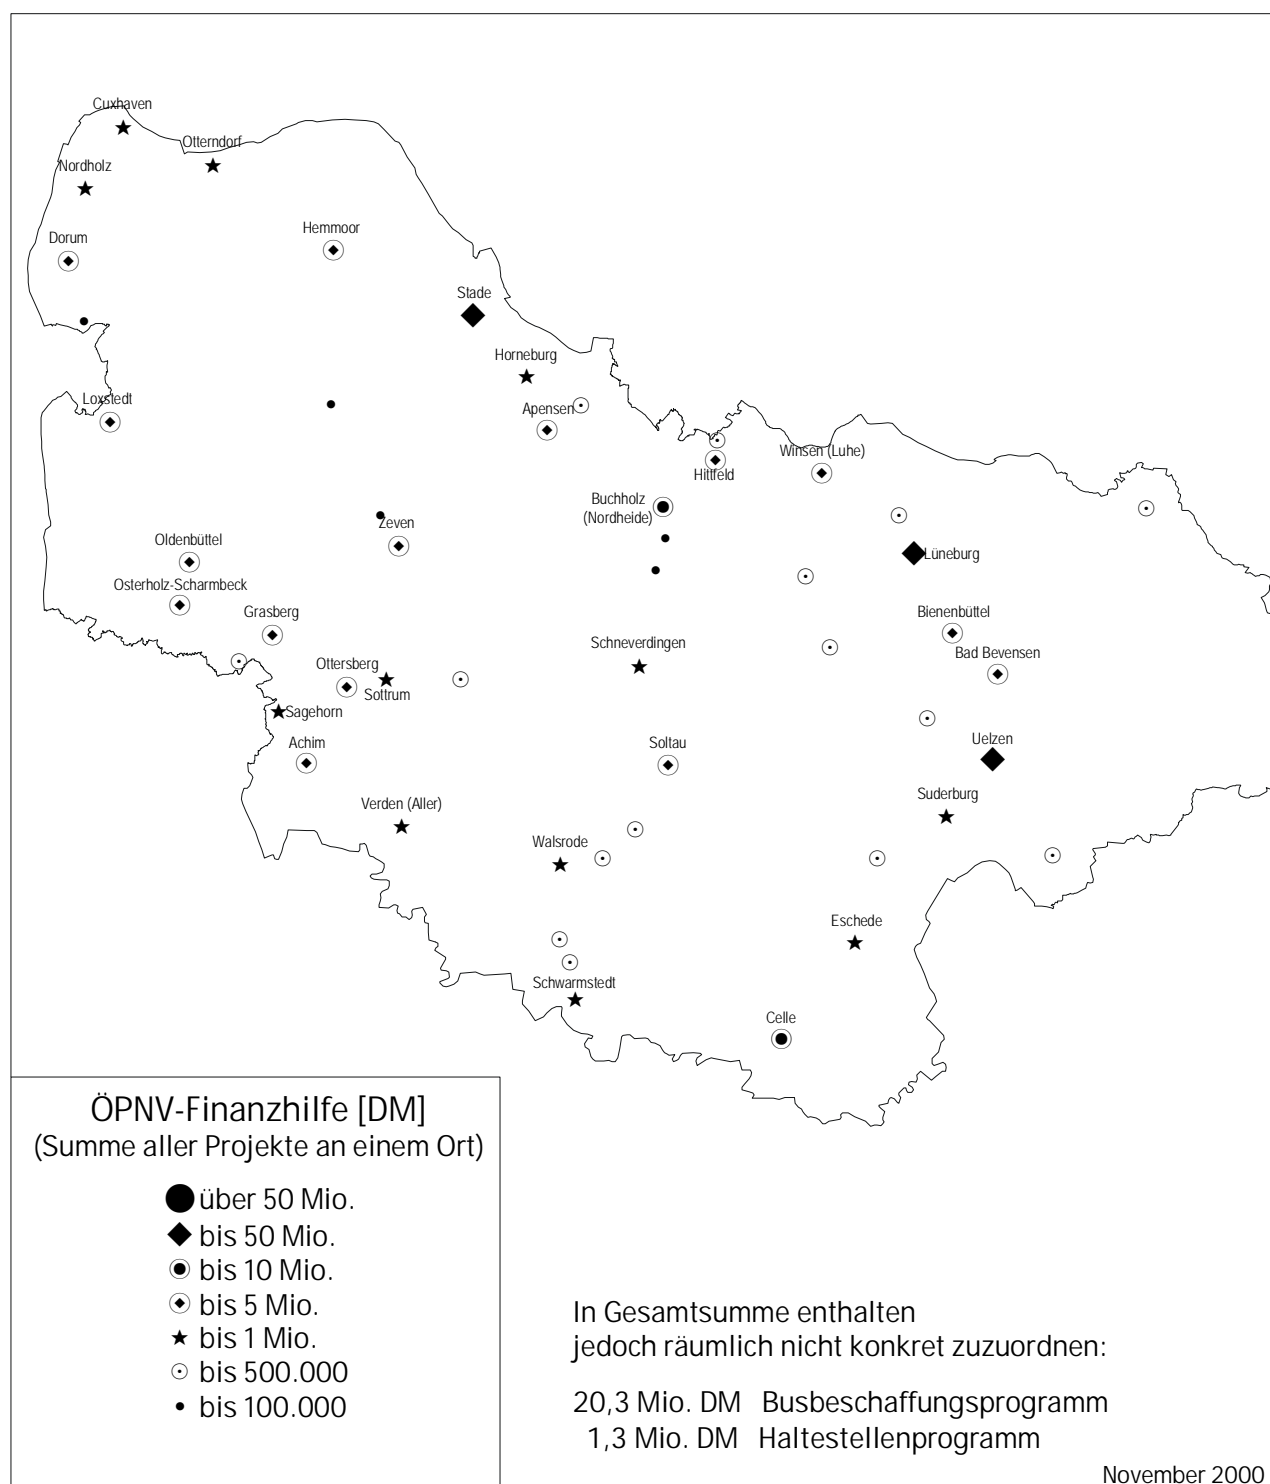 Cuxhaven
Otterndorf
Nordholz
Hemmoor
Dorum
Stade
Horneburg
Loxstedt
Apensen
Winsen (Luhe)
Hittfeld
Buchholz
(Nordheide)
Zeven
Oldenbüttel
Lüneburg
Osterholz-Scharmbeck
Grasberg
Bienenbüttel
Schneverdingen
Bad Bevensen
Ottersberg
Sottrum
Sagehorn
Achim
Soltau
Uelzen
Suderburg
Verden (Aller)
Walsrode
Eschede
Schwarmstedt
Celle
ÖPNV-Finanzhilfe [DM]
(Summe aller Projekte an einem Ort)
über 50 Mio.
bis 50 Mio.
bis 10 Mio.
bis 5 Mio.
bis 1 Mio.
bis 500.000
bis 100.000
In Gesamtsumme enthalten
jedoch räumlich nicht konkret zuzuordnen:
20,3 Mio. DM Busbeschaffungsprogramm
1,3 Mio. DM Haltestellenprogramm
November 2000